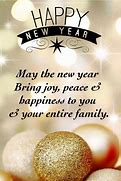 HAPPY
NEW YEAR
May the new year
Bring joy, peace &
happiness to you
& your entire family.